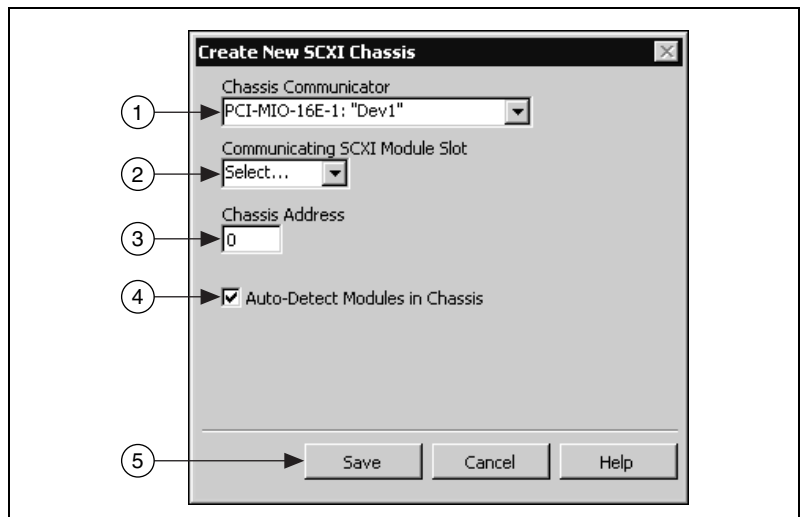 Create New SCXI Chassis
Chassis Communicator
1
PCI-MIO-16E-1: "Dev1"
Communicating SCXI Module Slot
2
Select...
Chassis Address
3
0
4
Auto-Detect Modules in Chassis
5
Save
Cancel
Help